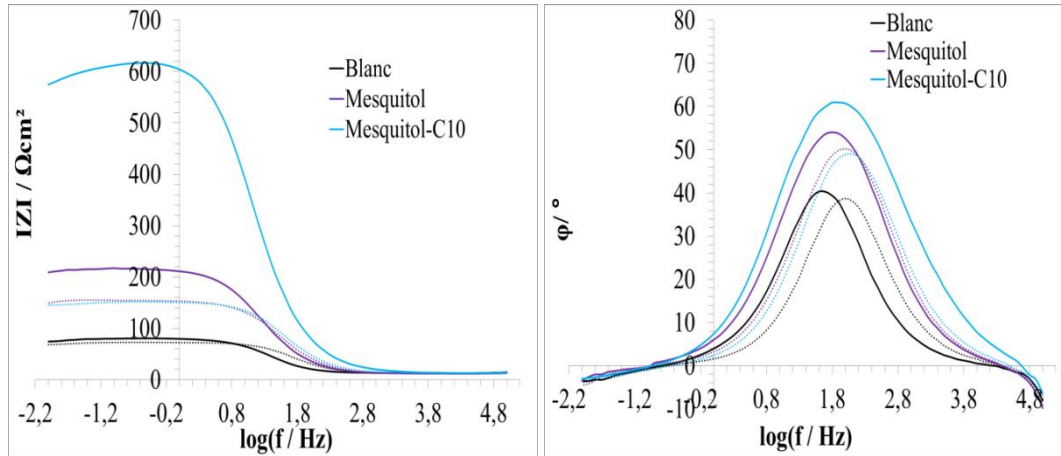 700
600
500
400
300
200
100
0
IZI / Ωcm²
Blanc
Mesquitol
Mesquitol-C10
-2,2 -1,2 -0,2 0,8 1,8 2,8 3,8 4,8
log(f / Hz)
80
70
60
50
40
30
20
10
0
-10
φ/ °
Blanc
Mesquitol
Mesquitol-C10
-2,2 -1,2 -0,2 0,8 1,8 2,8 3,8 4,8
log(f / Hz)